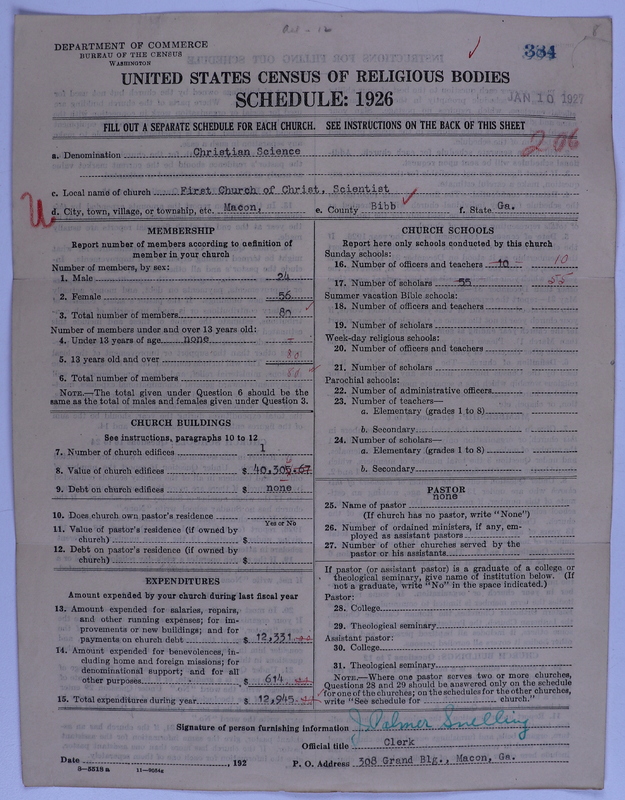 DEPARTMENT OF COMMERCE
BUREAU OF THE CENSUS
WASHINGTON
384
UNITED STATES CENSUS OF RELIGIOUS BODIES
SCHEDULE: 1926
JAN 10 1927
FILL OUT A SEPARATE SCHEDULE FOR EACH CHURCH. SEE INSTRUCTIONS ON THE BACK OF THIS SHEET
206
a. Denomination Christian Science
c. Local name of church First Church of Christ, Scientist
d. City, town, village, or township, etc. Macon, e. County Bibb f. State Ga.
MEMBERSHIP
Report number of members according to definition of
member in your church
Number of members, by sex:
1. Male 24
2. Female 56
3. Total number of members 80
Number of members under and over 13 years old:
4. Under 13 years of age none -
5. 13 years old and over 80
6. Total number of members 80
NOTE.—The total given under Question 6 should be
same as the total of males and females given under Question 3.
CHURCH BUILDINGS
See instructions, paragraphs 10 to 12
7. Number of church edifices 1
8. Value of church edifices $ 40,305.67
9. Debt on church edifices $ none
10. Does church own pastor's residence
Yes or No
11. Value of pastor's residence (if owned by
church) $
12. Debt on pastor's residence (if owned by
church) $
EXPENDITURES
Amount expended by your church during last fiscal year
13. Amount expended for salaries, repairs,
and other running expenses; for im-
provements or new buildings; and for
payments on church debt $ 12,331
14. Amount expended for benevolences, in-
cluding home and foreign missions; for
denominational support; and for all
other purposes $ 614
15. Total expenditures during year $ 12,945
CHURCH SCHOOLS
Report here only schools conducted by this church
Sunday schools:
16. Number of officers and teachers 10 10
17. Number of scholars 55 55
Summer vacation Bible schools:
18. Number of officers and teachers
19. Number of scholars
Week-day religious schools:
20. Number of officers and teachers
21. Number of scholars
Parochial schools:
22. Number of administrative officers
23. Number of teachers—
a. Elementary (grades 1 to 8)
b. Secondary
24. Number of scholars—
a. Elementary (grades 1 to 8)
b. Secondary
PASTOR
none
25. Name of pastor
(If church has no pastor, write "None")
26. Number of ordained ministers, if any, em-
ployed as assistant pastors
27. Number of other churches served by the
pastor or his assistants
If pastor (or assistant pastor) is a graduate of a college or
theological seminary, give name of institution below. (If
not a graduate, write "No" in the space indicated.)
Pastor:
28. College
29. Theological seminary
Assistant pastor:
30. College
31. Theological seminary
NOTE.—Where one pastor serves two or more churches,
Questions 28 and 29 should be answered only on the schedule
for one of the churches; on the schedules for the other churches,
write "See schedule for church."
Signature of person furnishing information J. Palmer Snelling
Official title Clerk
Date , 192 P. O. Address 308 Grand Blg., Macon, Ga.
8—5518 a 11—9034